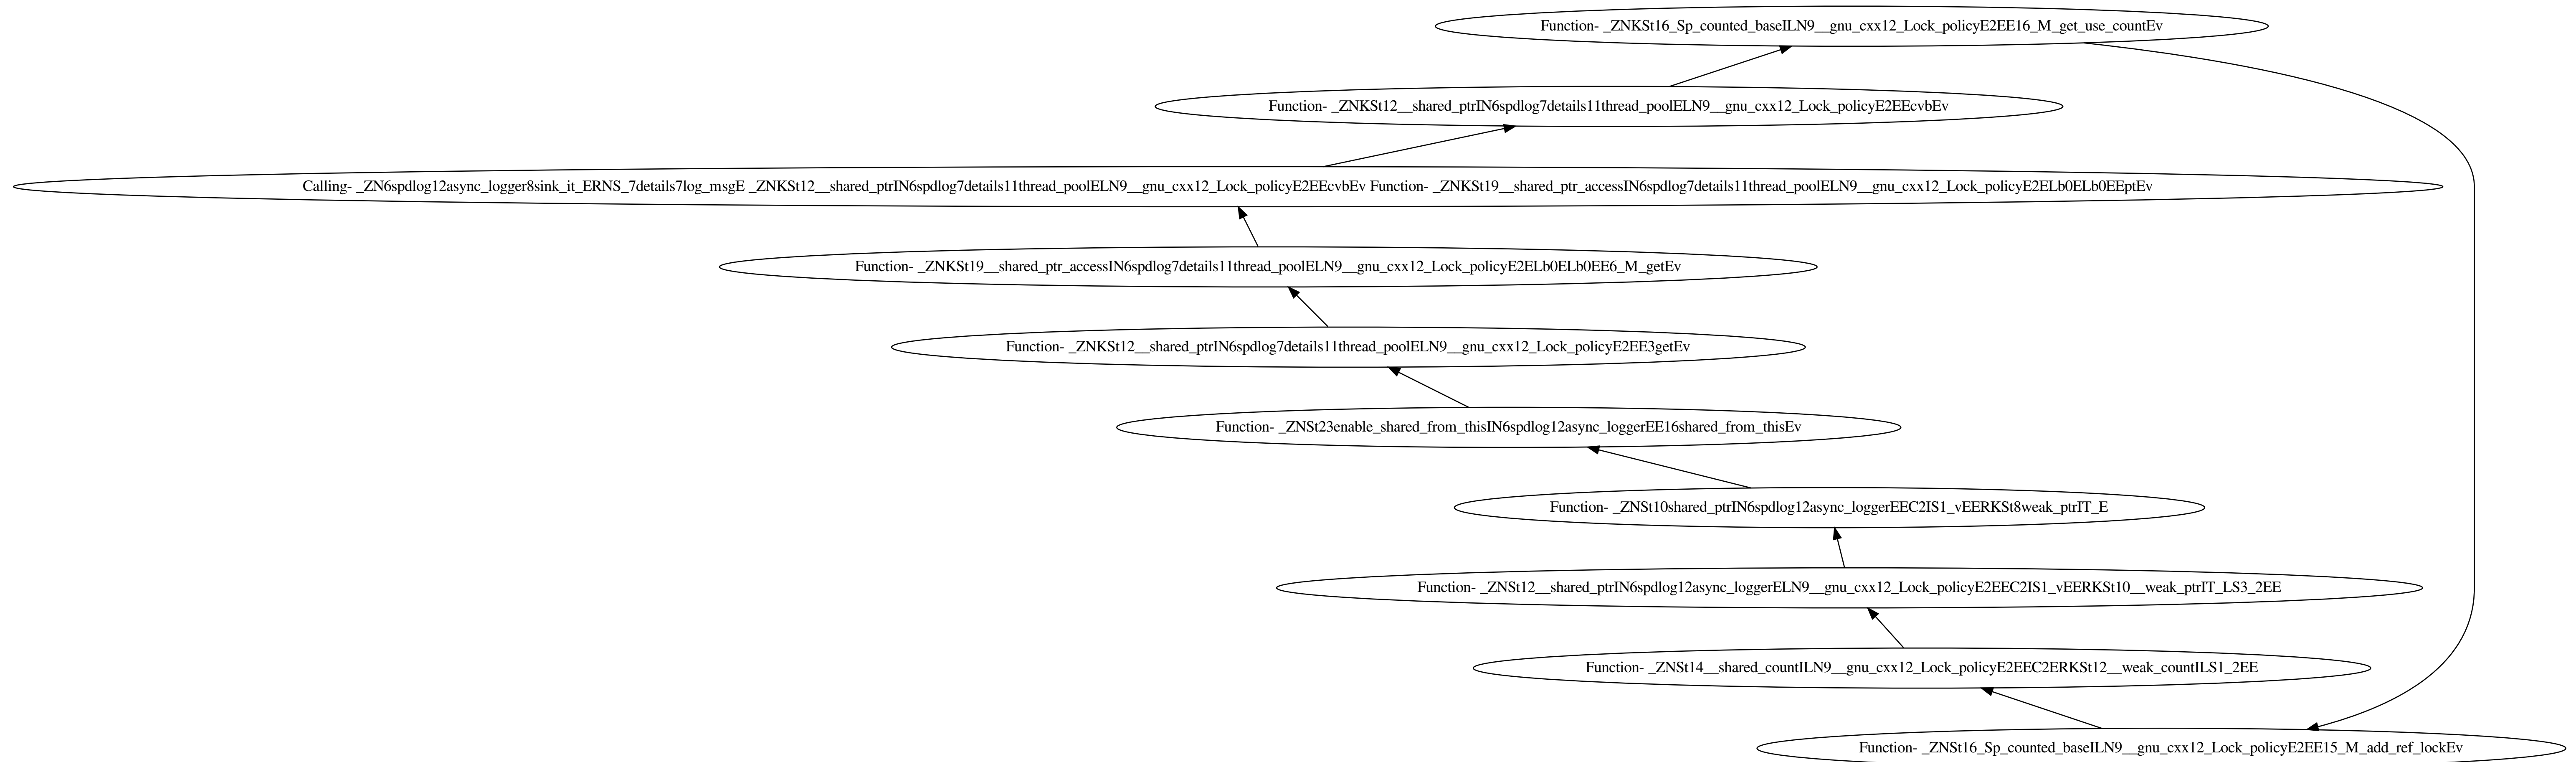 Function- _ZNKSt16_Sp_counted_baseILN9__gnu_cxx12_Lock_policyE2EE16_M_get_use_countEv
Function- _ZNKSt12__shared_ptrIN6spdlog7details11thread_poolELN9__gnu_cxx12_Lock_policyE2EEcvbEv
Calling- _ZN6spdlog12async_logger8sink_it_ERNS_7details7log_msgE _ZNKSt12__shared_ptrIN6spdlog7details11thread_poolELN9__gnu_cxx12_Lock_policyE2EEcvbEv Function- _ZNKSt19__shared_ptr_accessIN6spdlog7details11thread_poolELN9__gnu_cxx12_Lock_policyE2ELb0ELb0EEptEv
Function- _ZNKSt19__shared_ptr_accessIN6spdlog7details11thread_poolELN9__gnu_cxx12_Lock_policyE2ELb0ELb0EE6_M_getEv
Function- _ZNKSt12__shared_ptrIN6spdlog7details11thread_poolELN9__gnu_cxx12_Lock_policyE2EE3getEv
Function- _ZNSt23enable_shared_from_thisIN6spdlog12async_loggerEE16shared_from_thisEv
Function- _ZNSt10shared_ptrIN6spdlog12async_loggerEEC2IS1_vEERKSt8weak_ptrIT_E
Function- _ZNSt12__shared_ptrIN6spdlog12async_loggerELN9__gnu_cxx12_Lock_policyE2EEC2IS1_vEERKSt10__weak_ptrIT_LS3_2EE
Function- _ZNSt14__shared_countILN9__gnu_cxx12_Lock_policyE2EEC2ERKSt12__weak_countILS1_2EE
Function- _ZNSt16_Sp_counted_baseILN9__gnu_cxx12_Lock_policyE2EE15_M_add_ref_lockEv